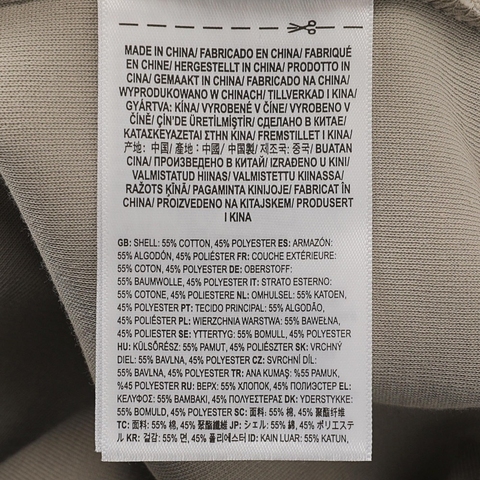 MADE IN CHINA/ FABRICADO EN CHINA/ FABRIQUÉ
EN CHINE/ HERGESTELLT IN CHINA/ PRODOTTO IN
CINA/ GEMAAKT IN CHINA/ FABRICADO NA CHINA/
WYPRODUKOWANO W CHINACH/ TILLVERKAD I KINA/
GYÁRTVA: KÍNA/ VYROBENÉ V ČÍNE/ VYROBENO V
ČÍNĚ/ ÇİN'DE ÜRETİLMİŞTİR/ СДЕЛАНО В КИТАЕ/
ΚΑΤΑΣΚΕΥΑΖΕΤΑΙ ΣΤΗΝ ΚΙΝΑ/ FREMSTILLET I KINA/
产地: 中国/ 產地: 中國/ 中国製/ 제조국: 중국/ BUATAN
CINA/ ПРОИЗВЕДЕНО В КИТАЙ/ IZRAĐENO U KINI/
VALMISTATUD HIINAS/ VALMISTETTU KIINASSA/
RAŽOTS ĶĪNĀ/ PAGAMINTA KINIJOJE/ FABRICAT ÎN
CHINA/ PROIZVEDENO NA KITAJSKEM/ PRODUSERT
I KINA
GB: SHELL: 55% COTTON, 45% POLYESTER ES: ARMAZÓN:
55% ALGODÓN, 45% POLIÉSTER FR: COUCHE EXTÉRIEURE:
55% COTON, 45% POLYESTER DE: OBERSTOFF:
55% BAUMWOLLE, 45% POLYESTER IT: STRATO ESTERNO:
55% COTONE, 45% POLIESTERE NL: OMHULSEL: 55% KATOEN,
45% POLYESTER PT: TECIDO PRINCIPAL: 55% ALGODÃO,
45% POLIÉSTER PL: WIERZCHNIA WARSTWA: 55% BAWEŁNA,
45% POLYESTER SE: YTTERTYG: 55% BOMULL, 45% POLYESTER
HU: KÜLSŐRÉSZ: 55% PAMUT, 45% POLIÉSZTER SK: VRCHNÝ
DIEL: 55% BAVLNA, 45% POLYESTER CZ: SVRCHNÍ DÍL:
55% BAVLNA, 45% POLYESTER TR: ANA KUMAŞ: %55 PAMUK,
%45 POLYESTER RU: ВЕРХ: 55% ХЛОПОК, 45% ПОЛИЭСТЕР EL:
ΚΕΛΥΦΟΣ: 55% ΒΑΜΒΑΚΙ, 45% ΠΟΛΥΕΣΤΕΡΑΣ DK: YDERSTYKKE:
55% BOMULD, 45% POLYESTER SC: 面料: 55% 棉, 45% 聚酯纤维
TC: 面料: 55% 棉, 45% 聚酯纖維 JP: シェル: 55% 綿, 45% ポリエステ
ル KR: 겉감: 55% 면, 45% 폴리에스터 ID: KAIN LUAR: 55% KATUN,